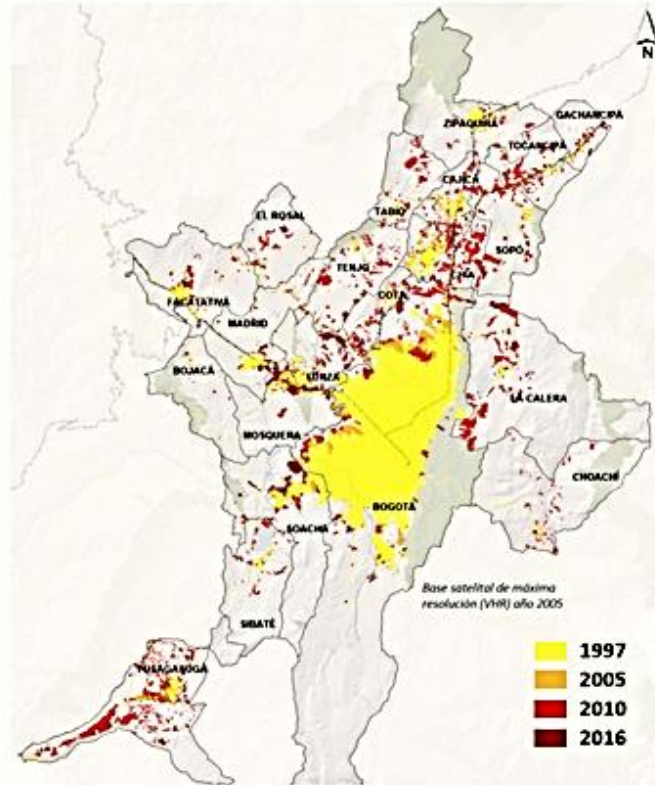 N
GACHANCIPÁ
ZIPAQUIRÁ
TOCANCIPÁ
CAJICÁ
TABIO
EL ROSAL
SOPÓ
TENJO
CHÍA
COTA
FACATATIVÁ
MADRID
BOJACÁ
FUNZA
LA CALERA
MOSQUERA
CHOACHÍ
BOGOTÁ
SOACHA
Base satelital de máxima
resolución (VHR) año 2005
SIBATÉ
FUSAGASUGÁ
1997
2005
2010
2016